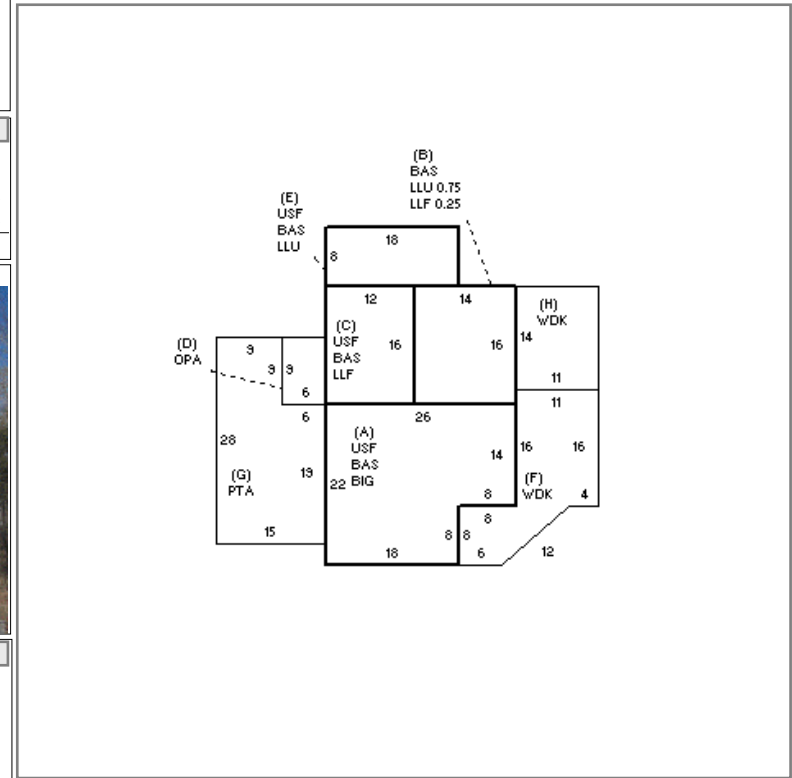 (B)
BAS
LLU 0.75
LLF 0.25
(E)
USF
BAS
LLU
18
8
12
14
(H)
WDK
(C)
USF
BAS
LLF
16
16
14
(D)
OPA
9
9
9
6
11
11
6
26
(A)
USF
BAS
BIG
14
16
16
28
19
22
(G)
PTA
(F)
WDK
8
4
8
15
8
8
18
6
12